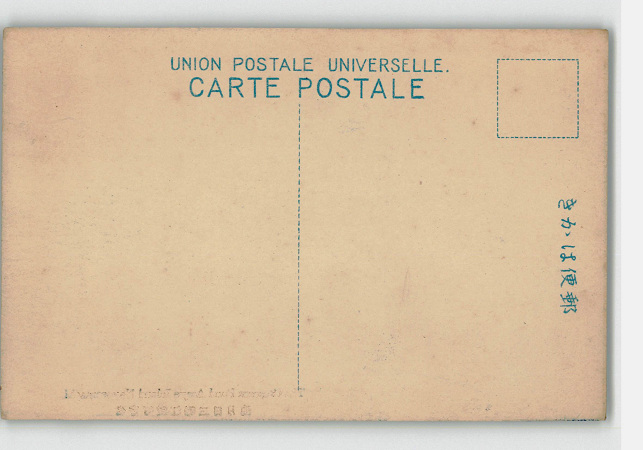 UNION POSTALE UNIVERSELLE.
CARTE POSTALE
郵便はかき